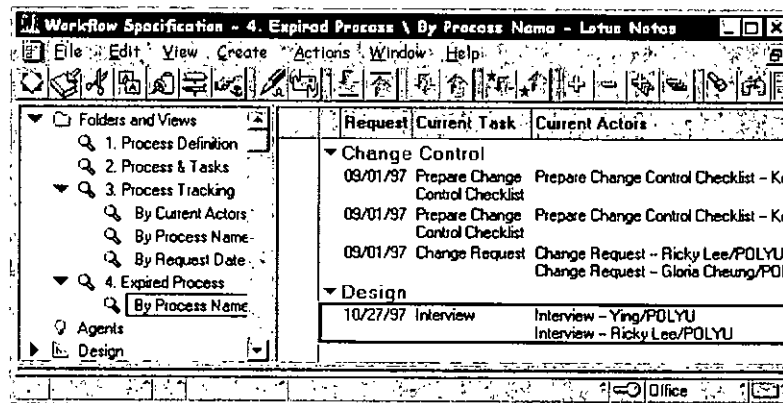 Workflow Specification - 4. Expired Process \ By Process Name - Lotus Notes
File Edit View Create Actions Window Help
Folders and Views
1. Process Definition
2. Process & Tasks
3. Process Tracking
By Current Actors
By Process Name
By Request Date
4. Expired Process
By Process Name
Agents
Design
Request Current Task Current Actors
Change Control
09/01/97 Prepare Change Prepare Change Control Checklist – K
Control Checklist
09/01/97 Prepare Change Prepare Change Control Checklist – K
Control Checklist
09/01/97 Change Request Change Request – Ricky Lee/POLYU
Change Request – Gloria Cheung/PO
Design
10/27/97 Interview Interview – Ying/POLYU
Interview – Ricky Lee/POLYU
Office